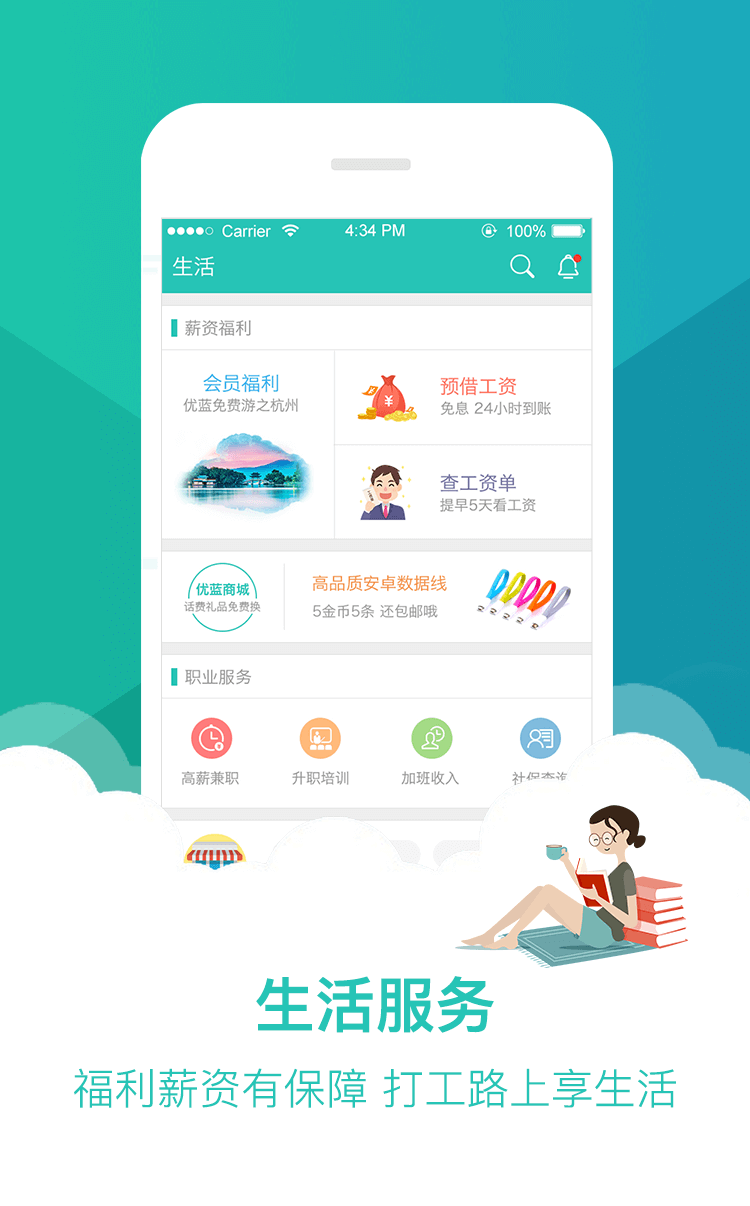 Carrier 4:34 PM 100%
生活
薪资福利
会员福利
优蓝免费游之杭州
预借工资
免息 24小时到账
¥
查工资单
提早5天看工资
优蓝商城
话费礼品免费换
高品质安卓数据线
5金币5条 还包邮哦
职业服务
高薪兼职 升职培训 加班收入 社保查询
生活服务
福利薪资有保障 打工路上享生活